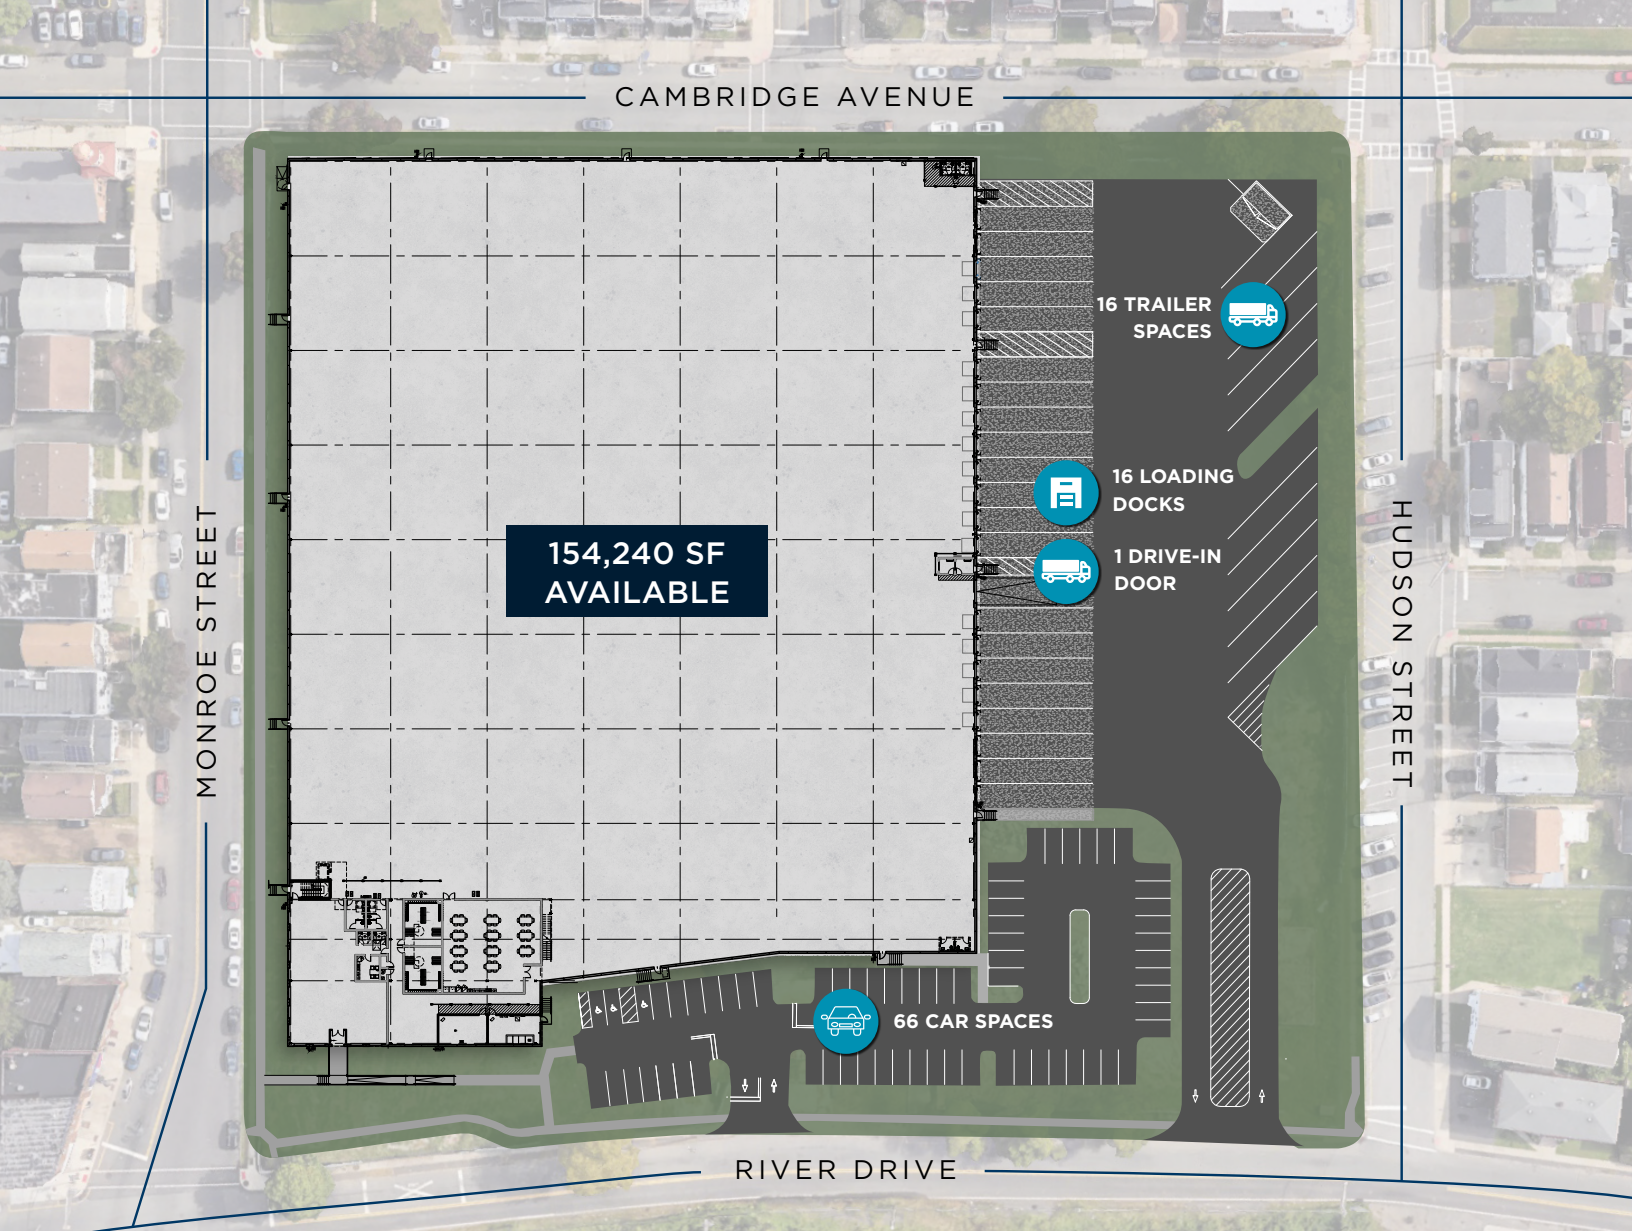 CAMBRIDGE AVENUE
16 TRAILER
SPACES
16 LOADING
DOCKS
154,240 SF
AVAILABLE
1 DRIVE-IN
DOOR
MONROE STREET
HUDSON STREET
66 CAR SPACES
RIVER DRIVE